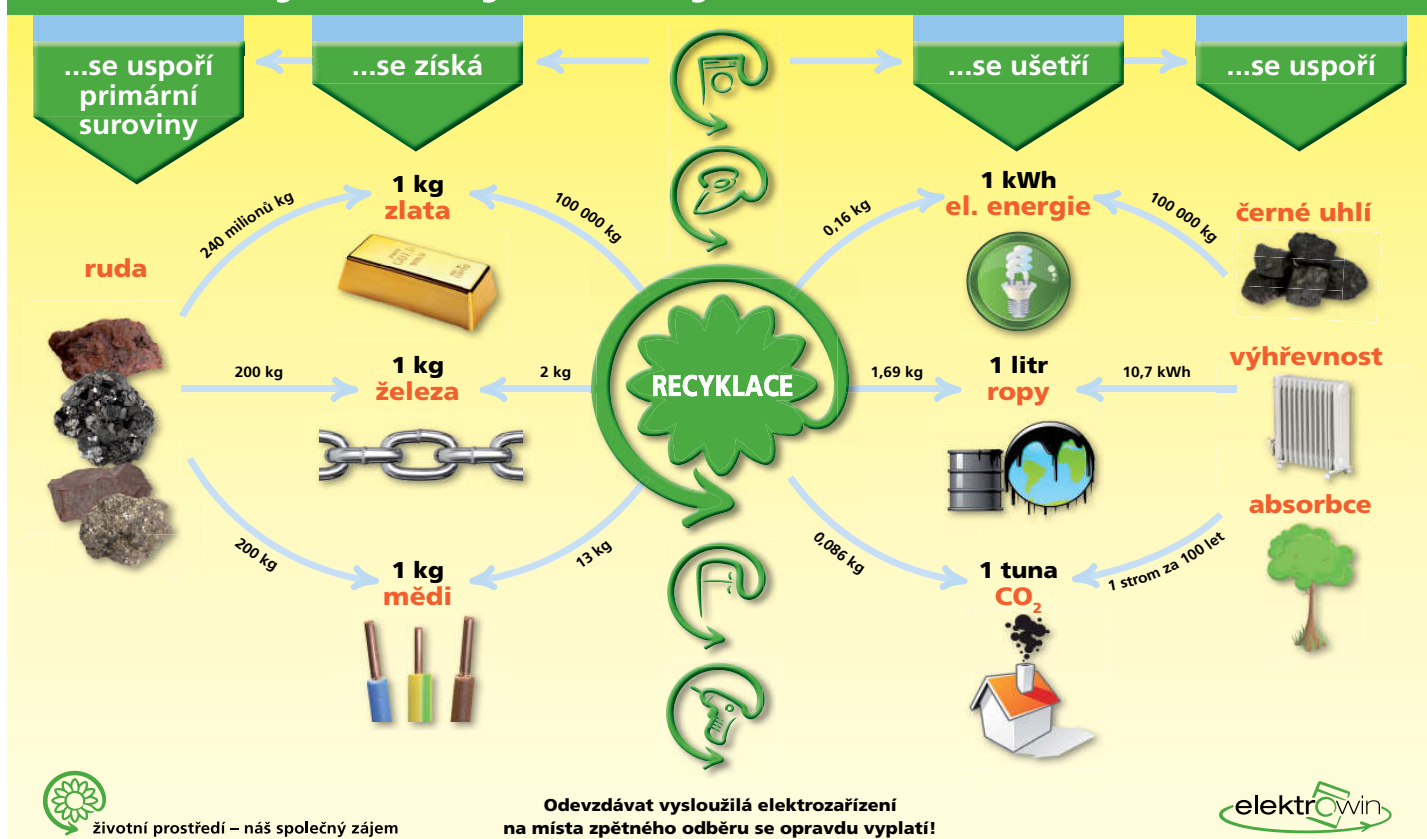 ...se uspoří
primární
suroviny
...se získá
...se ušetří
...se uspoří
ruda
240 milionů kg
1 kg
zlata
100 000 kg
200 kg
1 kg
železa
2 kg
200 kg
1 kg
mědi
13 kg
RECYKLACE
0,16 kg
1 kWh
el. energie
100 000 kg
černé uhlí
1,69 kg
1 litr
ropy
10,7 kWh
výhřevnost
0,086 kg
1 tuna
CO₂
1 strom za 100 let
absorbce
životní prostředí – náš společný zájem
Odevzdávat vysloužilá elektrozařízení
na místa zpětného odběru se opravdu vyplatí!
elektrowin